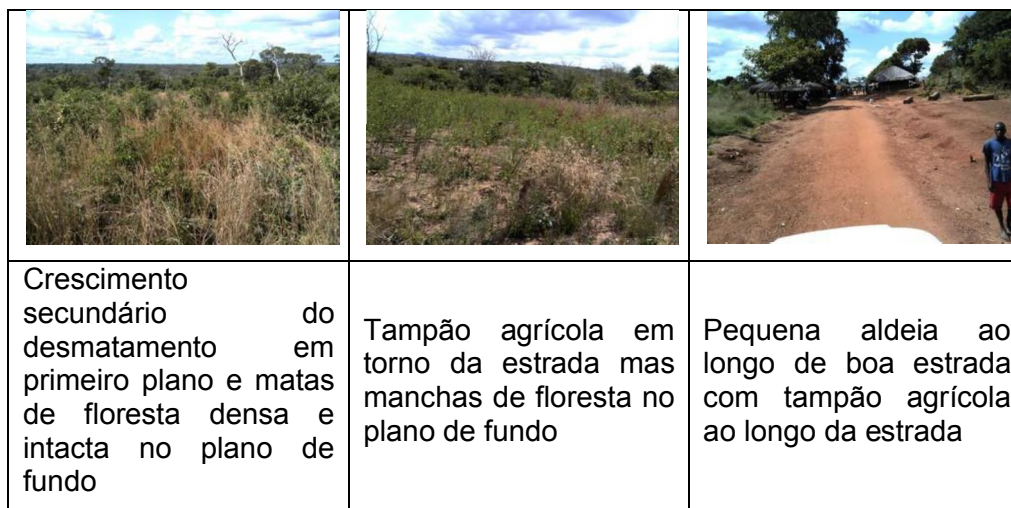 Crescimento
secundário do
desmatamento em
primeiro plano e matas
de floresta densa e
intacta no plano de
fundo
Tampão agrícola em
torno da estrada mas
manchas de floresta no
plano de fundo
Pequena aldeia ao
longo de boa estrada
com tampão agrícola
ao longo da estrada